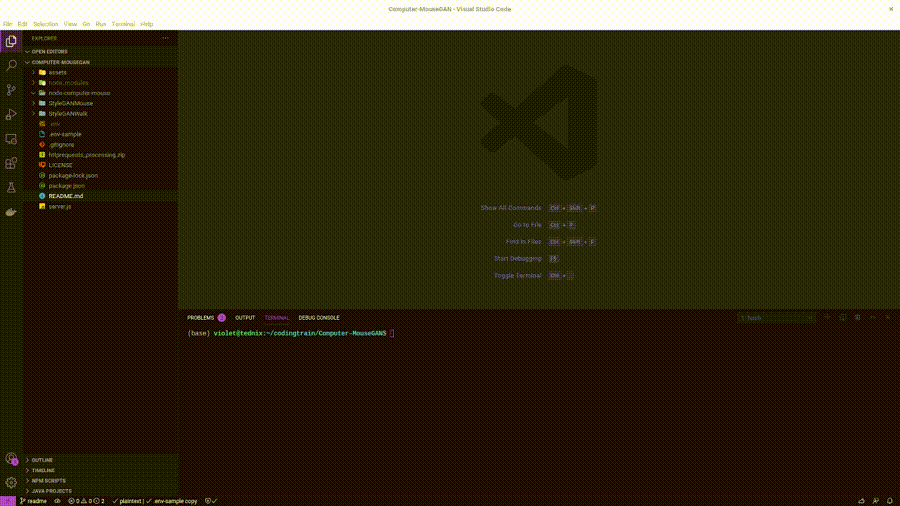 Computer-MouseGAN - Visual Studio Code
File Edit Selection View Go Run Terminal Help
EXPLORER
OPEN EDITORS
COMPUTER-MOUSEGAN
assets
node_modules
node-computer-mouse
StyleGANMouse
StyleGANWalk
.env
.env-sample
.gitignore
httprequests_processing.zip
LICENSE
package-lock.json
package.json
README.md
server.js
Show All Commands Ctrl + Shift + P
Go to File Ctrl + P
Find in Files Ctrl + Shift + F
Start Debugging F5
Toggle Terminal Ctrl +
PROBLEMS OUTPUT TERMINAL DEBUG CONSOLE
1: bash
(base) violet@tednix:~/codingtrain/Computer-MouseGAN$
OUTLINE
TIMELINE
NPM SCRIPTS
JAVA PROJECTS
readme 0 0 2 plaintext | .env-sample copy